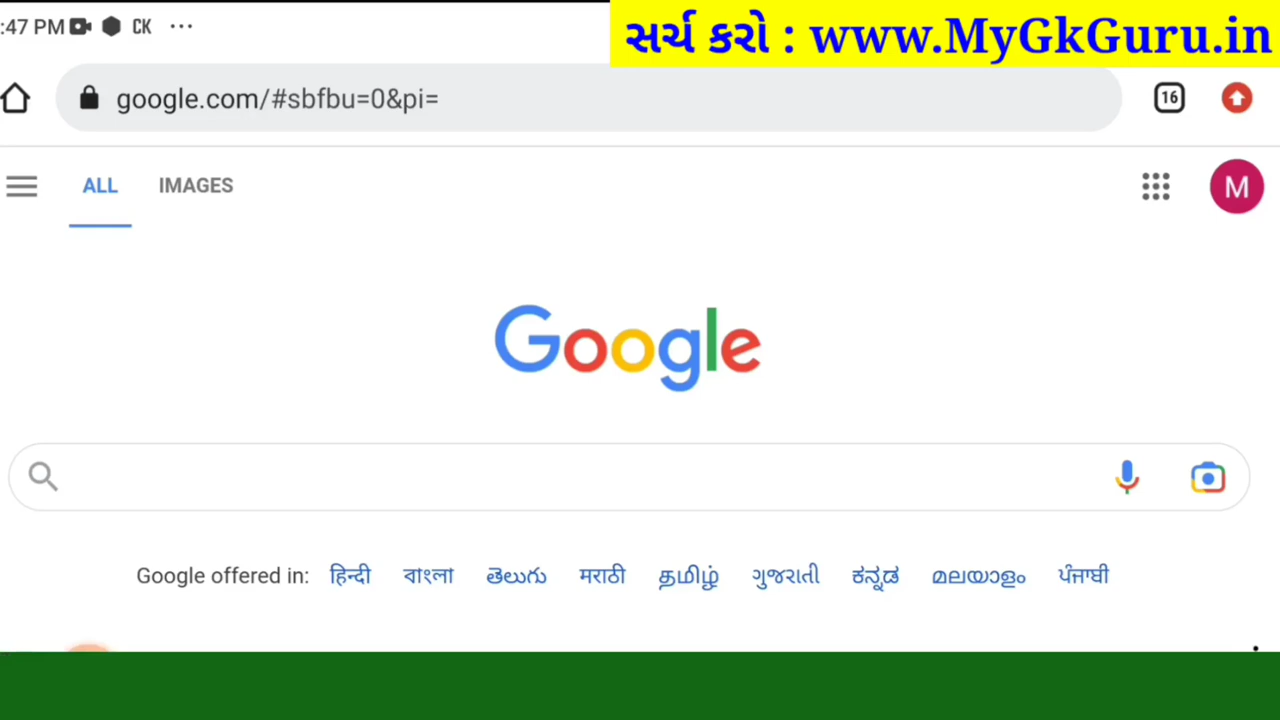 :47 PM CK ...
સર્ચ કરો : www.MyGkGuru.in
google.com/#sbfbu=0&pi=
16
ALL IMAGES
M
Google
Google offered in: हिन्दी বাংলা తెలుగు मराठी தமிழ் ગુજરાતી ಕನ್ನಡ മലയാളം ਪੰਜਾਬੀ